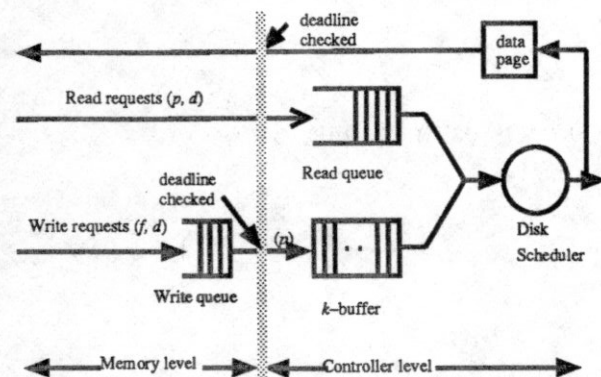 deadline
checked
data
page
Read requests (p, d)
Read queue
deadline
checked
Write requests (f, d)
(n)
Write queue
k–buffer
Disk
Scheduler
Memory level
Controller level